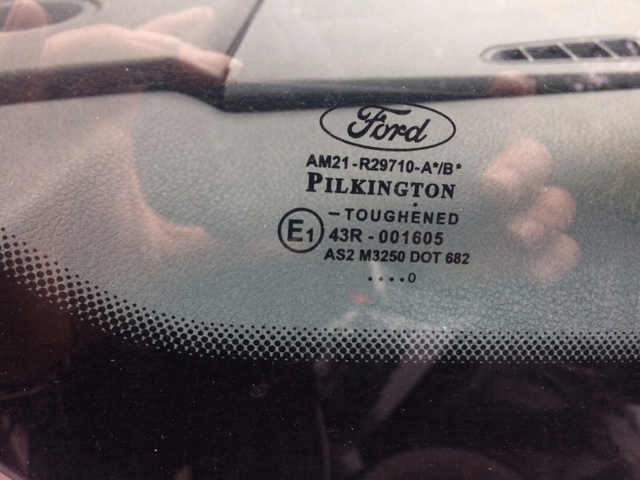 Ford
AM21-R29710-A*/B*
PILKINGTON
- TOUGHENED
E1 43R - 001605
AS2 M3250 DOT 682
....0